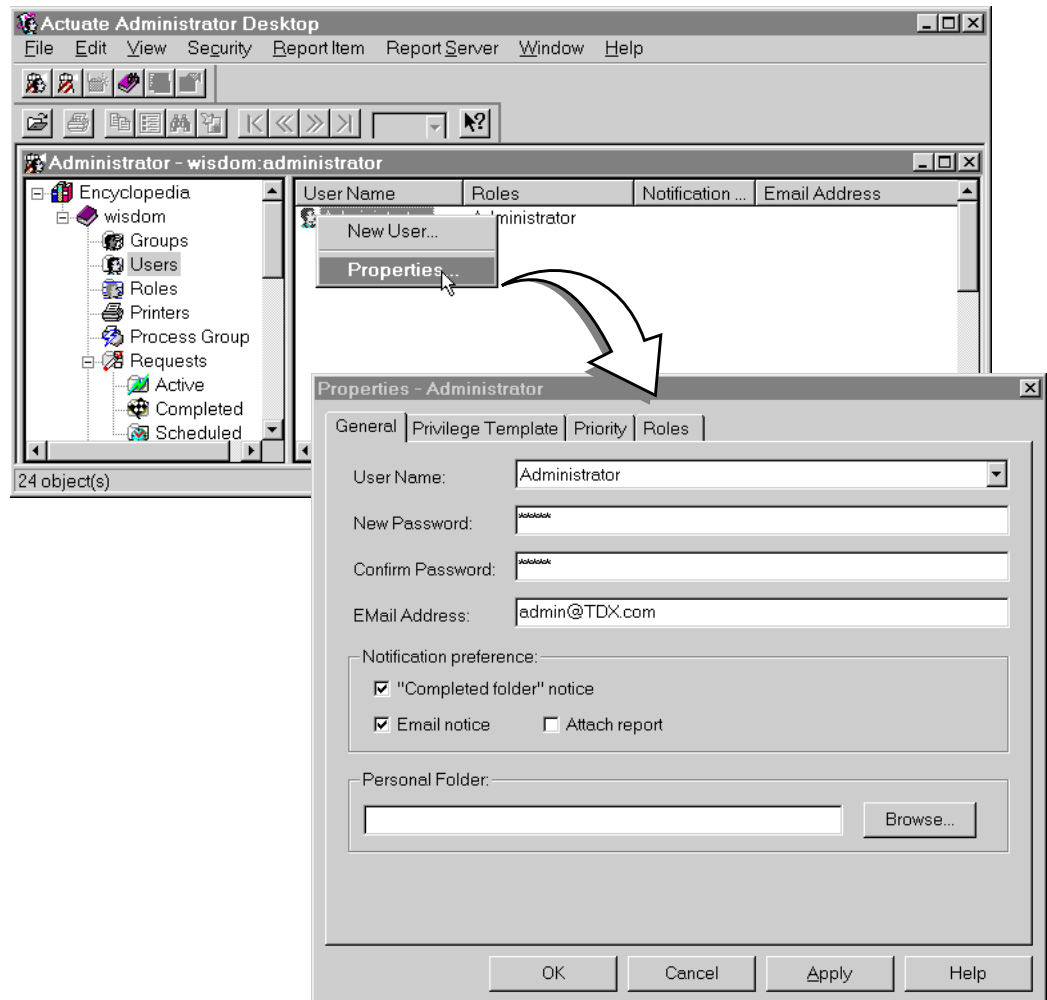 Actuate Administrator Desktop
File Edit View Security Report Item Report Server Window Help
Administrator - wisdom:administrator
Encyclopedia
wisdom
Groups
Users
Roles
Printers
Process Group
Requests
Active
Completed
Scheduled
User Name Roles Notification ... Email Address
Administrator
New User...
Properties...
24 object(s)
Properties - Administrator
General Privilege Template Priority Roles
User Name: Administrator
New Password: ******
Confirm Password: ******
EMail Address: admin@TDX.com
Notification preference:
"Completed folder" notice
Email notice Attach report
Personal Folder:
Browse...
OK Cancel Apply Help